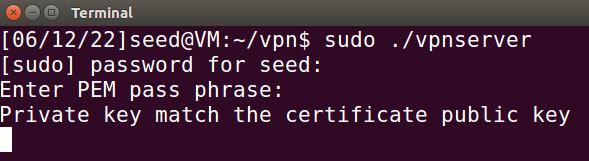 Terminal
[06/12/22]seed@VM:~/vpn$ sudo ./vpnserver
[sudo] password for seed:
Enter PEM pass phrase:
Private key match the certificate public key